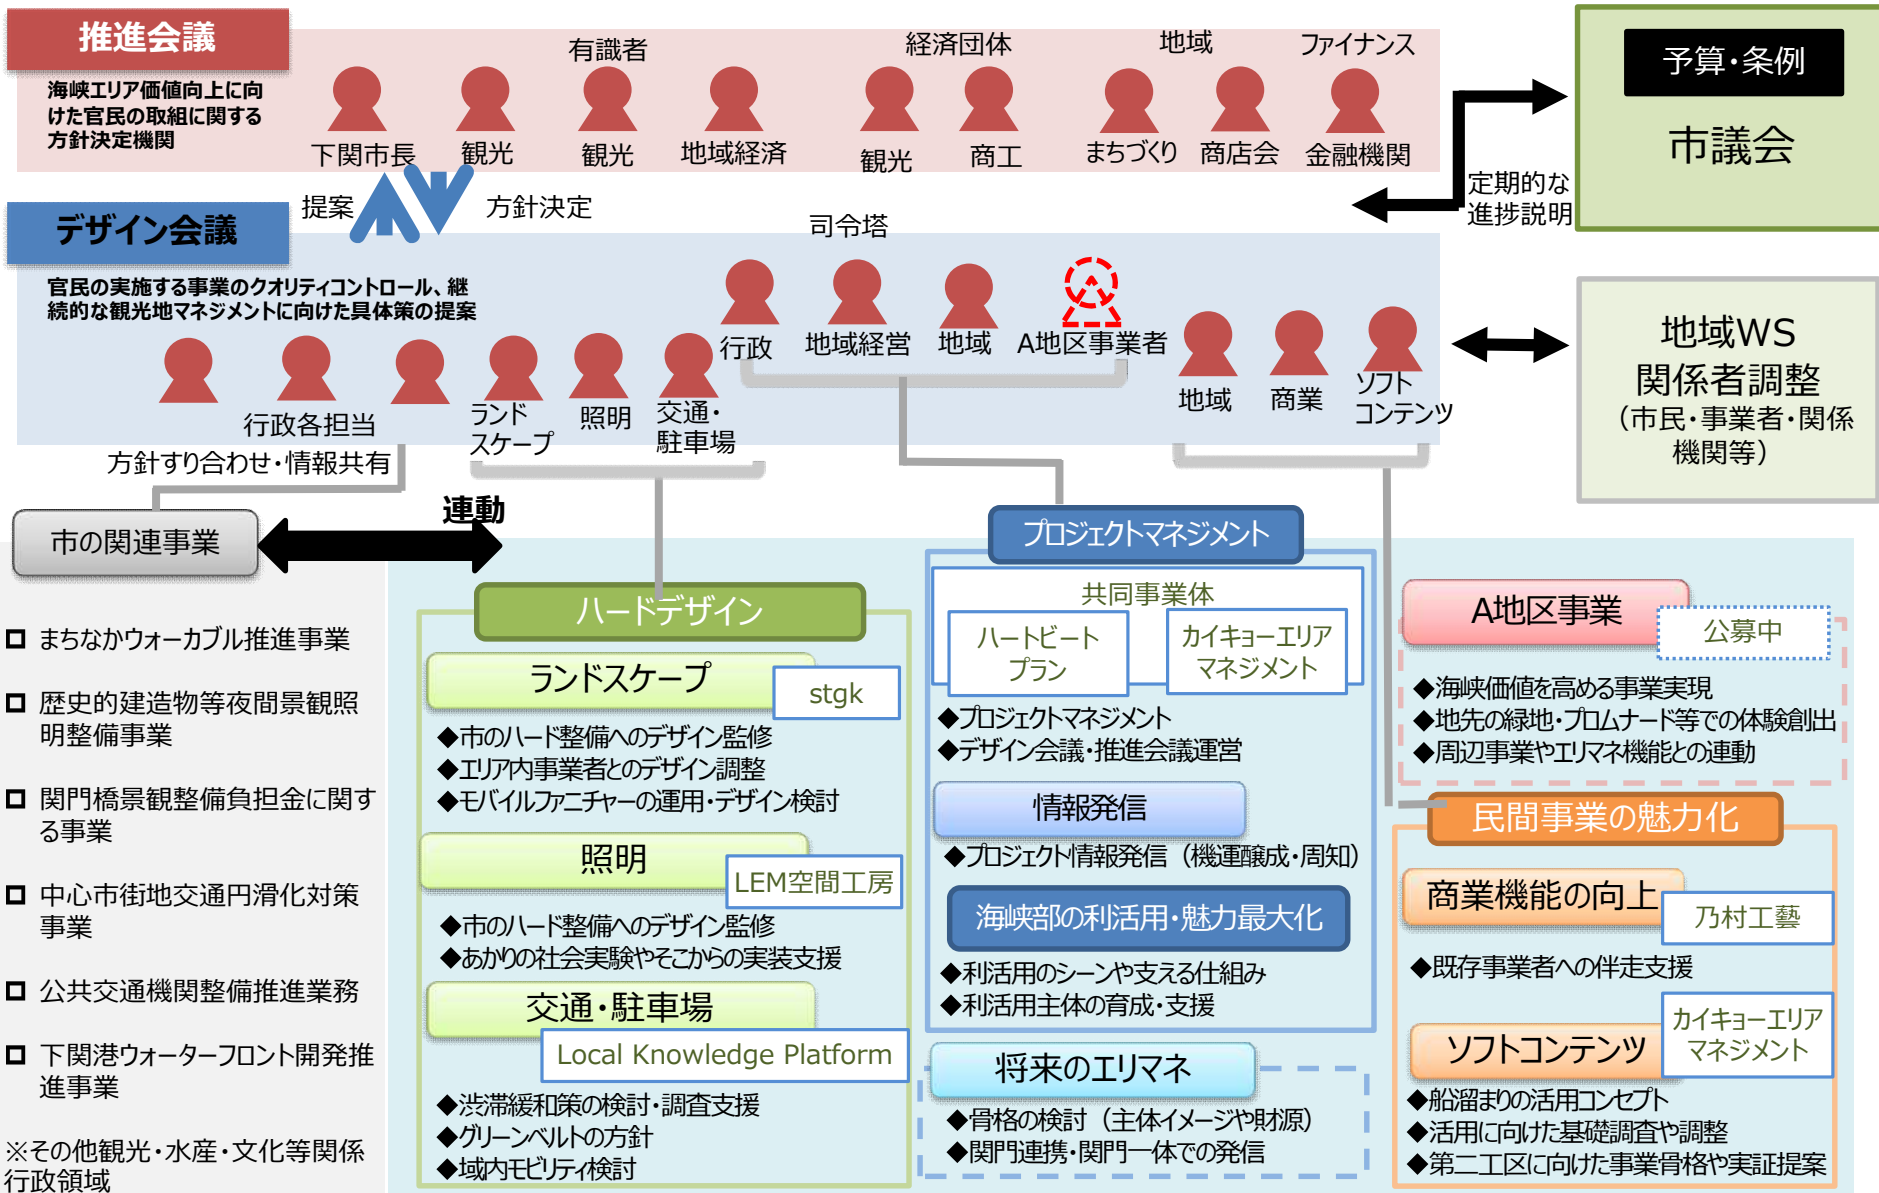 推進会議
海峡エリア価値向上に向
けた官民の取組に関する
方針決定機関
有識者
経済団体
地域
ファイナンス
下関市長
観光
観光
地域経済
観光
商工
まちづくり
商店会
金融機関
予算・条例
市議会
定期的な
進捗説明
提案
方針決定
デザイン会議
官民の実施する事業のクオリティコントロール、継
続的な観光地マネジメントに向けた具体策の提案
司令塔
行政
地域経営
地域
A地区事業者
行政各担当
ランド
スケープ
照明
交通・
駐車場
地域
商業
ソフト
コンテンツ
地域WS
関係者調整
（市民・事業者・関係
機関等）
方針すり合わせ・情報共有
連動
市の関連事業
まちなかウォーカブル推進事業
歴史的建造物等夜間景観照
明整備事業
関門橋景観整備負担金に関す
る事業
中心市街地交通円滑化対策
事業
公共交通機関整備推進業務
下関港ウォーターフロント開発推
進事業
※その他観光・水産・文化等関係
行政領域
ハードデザイン
ランドスケープ
stgk
◆市のハード整備へのデザイン監修
◆エリア内事業者とのデザイン調整
◆モバイルファニチャーの運用・デザイン検討
照明
LEM空間工房
◆市のハード整備へのデザイン監修
◆あかりの社会実験やそこからの実装支援
交通・駐車場
Local Knowledge Platform
◆渋滞緩和策の検討・調査支援
◆グリーンベルトの方針
◆域内モビリティ検討
プロジェクトマネジメント
共同事業体
ハートビート
プラン
カイキョーエリア
マネジメント
◆プロジェクトマネジメント
◆デザイン会議・推進会議運営
情報発信
◆プロジェクト情報発信（機運醸成・周知）
海峡部の利活用・魅力最大化
◆利活用のシーンや支える仕組み
◆利活用主体の育成・支援
将来のエリマネ
◆骨格の検討（主体イメージや財源）
◆関門連携・関門一体での発信
A地区事業
公募中
◆海峡価値を高める事業実現
◆地先の緑地・プロムナード等での体験創出
◆周辺事業やエリマネ機能との連動
民間事業の魅力化
商業機能の向上
乃村工藝
◆既存事業者への伴走支援
ソフトコンテンツ
カイキョーエリア
マネジメント
◆船溜まりの活用コンセプト
◆活用に向けた基礎調査や調整
◆第二工区に向けた事業骨格や実証提案